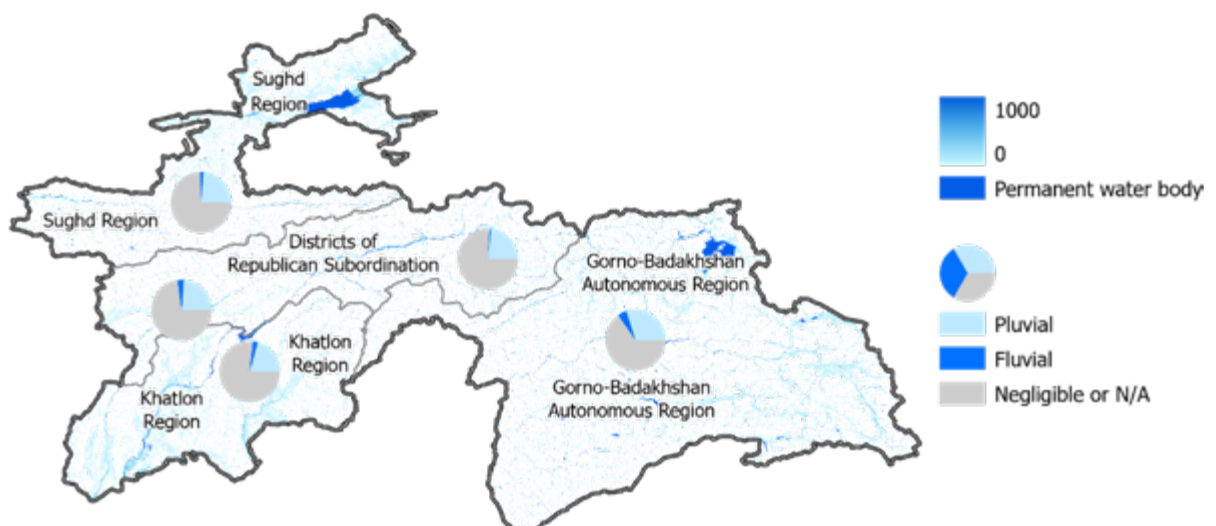 Sughd
Region
Sughd Region
Districts of
Republican Subordination
Gorno-Badakhshan
Autonomous Region
Khatlon
Region
Khatlon
Region
Gorno-Badakhshan
Autonomous Region
1000
0
Permanent water body
Pluvial
Fluvial
Negligible or N/A